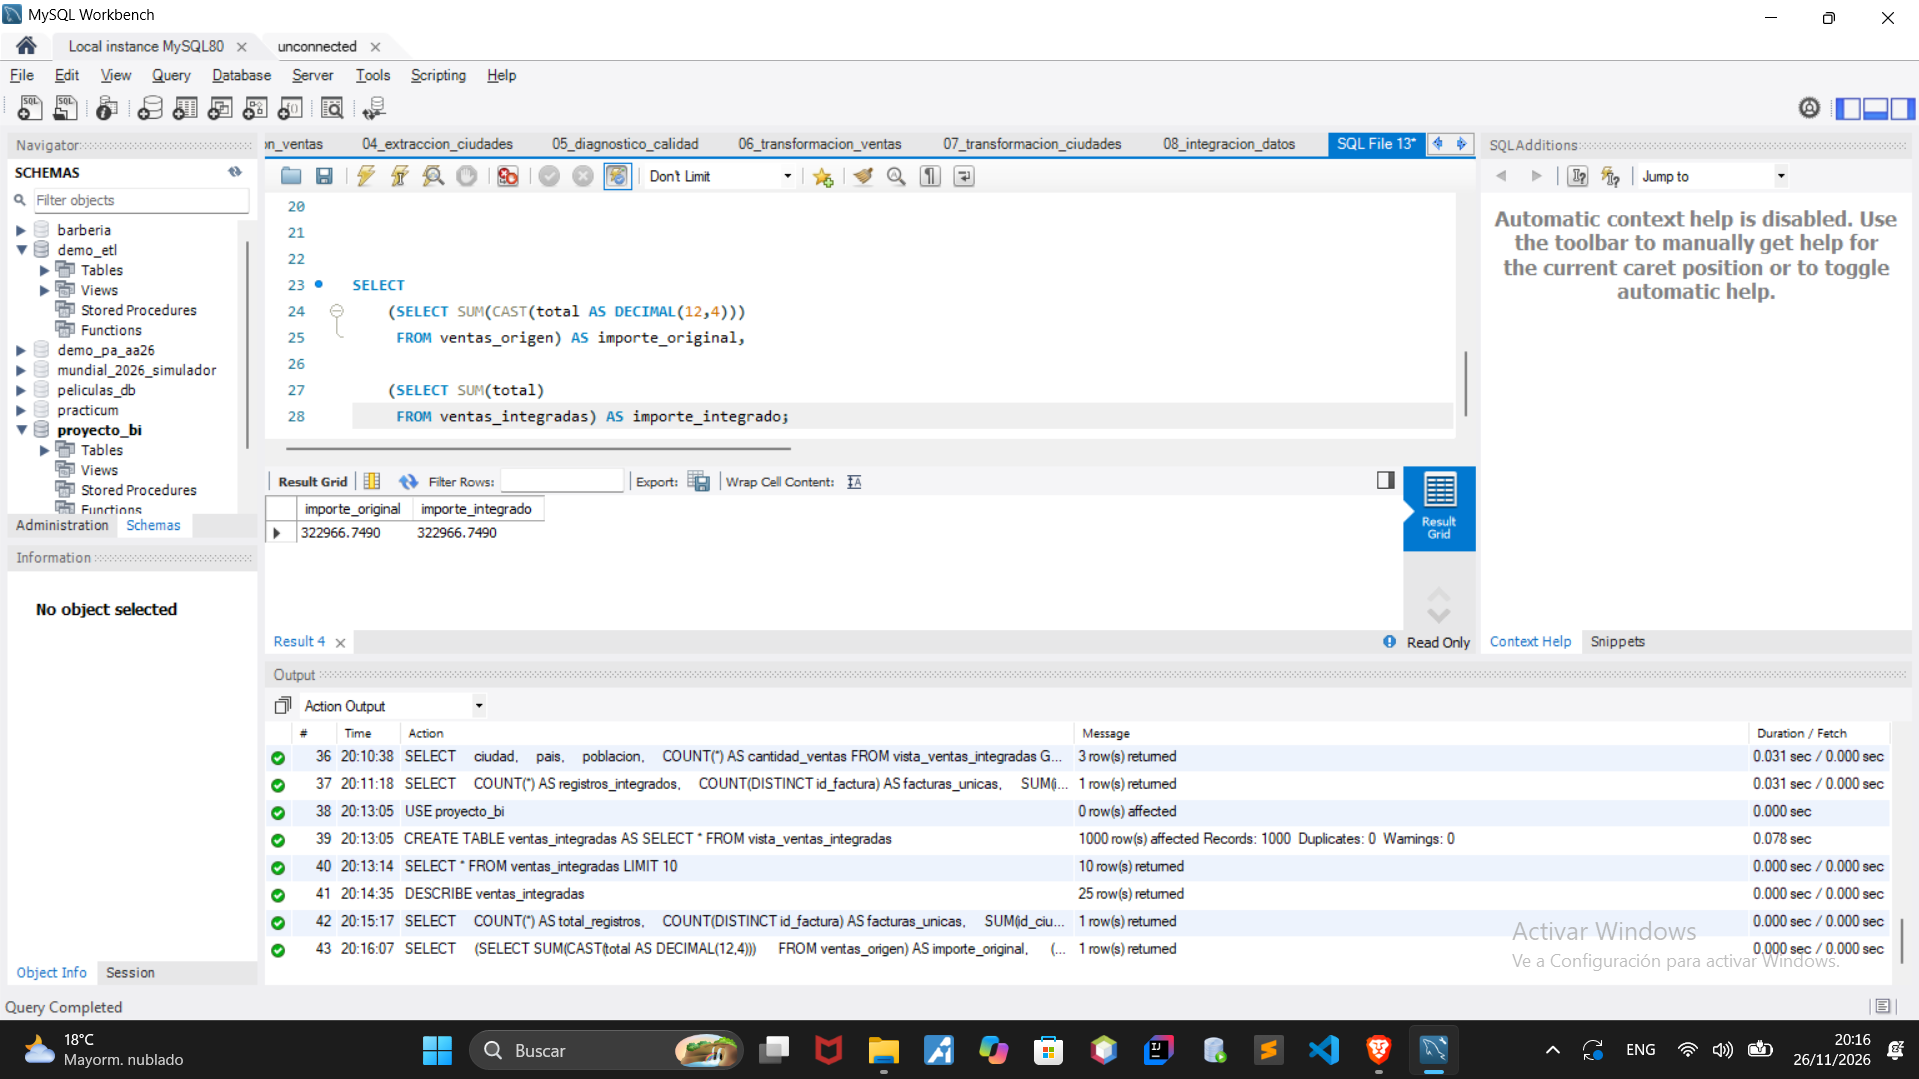 MySQL Workbench
Local instance MySQL80
unconnected
File Edit View Query Database Server Tools Scripting Help
Navigator
SCHEMAS
Filter objects
barberia
demo_etl
Tables
Views
Stored Procedures
Functions
demo_pa_aa26
mundial_2026_simulador
peliculas_db
practicum
proyecto_bi
Tables
Views
Stored Procedures
Functions
Administration Schemas
Information
No object selected
Object Info Session
on_ventas 04_extraccion_ciudades 05_diagnostico_calidad 06_transformacion_ventas 07_transformacion_ciudades 08_integracion_datos SQL File 13*
Don't Limit
20
21
22
23 SELECT
24 (SELECT SUM(CAST(total AS DECIMAL(12,4)))
25 FROM ventas_origen) AS importe_original,
26
27 (SELECT SUM(total)
28 FROM ventas_integradas) AS importe_integrado;
Result Grid Filter Rows: Export: Wrap Cell Content:
importe_original importe_integrado
322966.7490 322966.7490
Result Grid
Result 4
Read Only
SQLAdditions
Jump to
Automatic context help is disabled. Use
the toolbar to manually get help for
the current caret position or to toggle
automatic help.
Context Help Snippets
Output
Action Output
# Time Action Message Duration / Fetch
36 20:10:38 SELECT ciudad, pais, poblacion, COUNT(*) AS cantidad_ventas FROM vista_ventas_integradas G... 3 row(s) returned 0.031 sec / 0.000 sec
37 20:11:18 SELECT COUNT(*) AS registros_integrados, COUNT(DISTINCT id_factura) AS facturas_unicas, SUM(i... 1 row(s) returned 0.031 sec / 0.000 sec
38 20:13:05 USE proyecto_bi 0 row(s) affected 0.000 sec
39 20:13:05 CREATE TABLE ventas_integradas AS SELECT * FROM vista_ventas_integradas 1000 row(s) affected Records: 1000 Duplicates: 0 Warnings: 0 0.078 sec
40 20:13:14 SELECT * FROM ventas_integradas LIMIT 10 10 row(s) returned 0.000 sec / 0.000 sec
41 20:14:35 DESCRIBE ventas_integradas 25 row(s) returned 0.000 sec / 0.000 sec
42 20:15:17 SELECT COUNT(*) AS total_registros, COUNT(DISTINCT id_factura) AS facturas_unicas, SUM(id_ciu... 1 row(s) returned 0.000 sec / 0.000 sec
43 20:16:07 SELECT (SELECT SUM(CAST(total AS DECIMAL(12,4))) FROM ventas_origen) AS importe_original, (... 1 row(s) returned 0.000 sec / 0.000 sec
Activar Windows
Ve a Configuración para activar Windows.
Query Completed
18°C
Mayorm. nublado
Buscar
ENG
20:16
26/11/2026